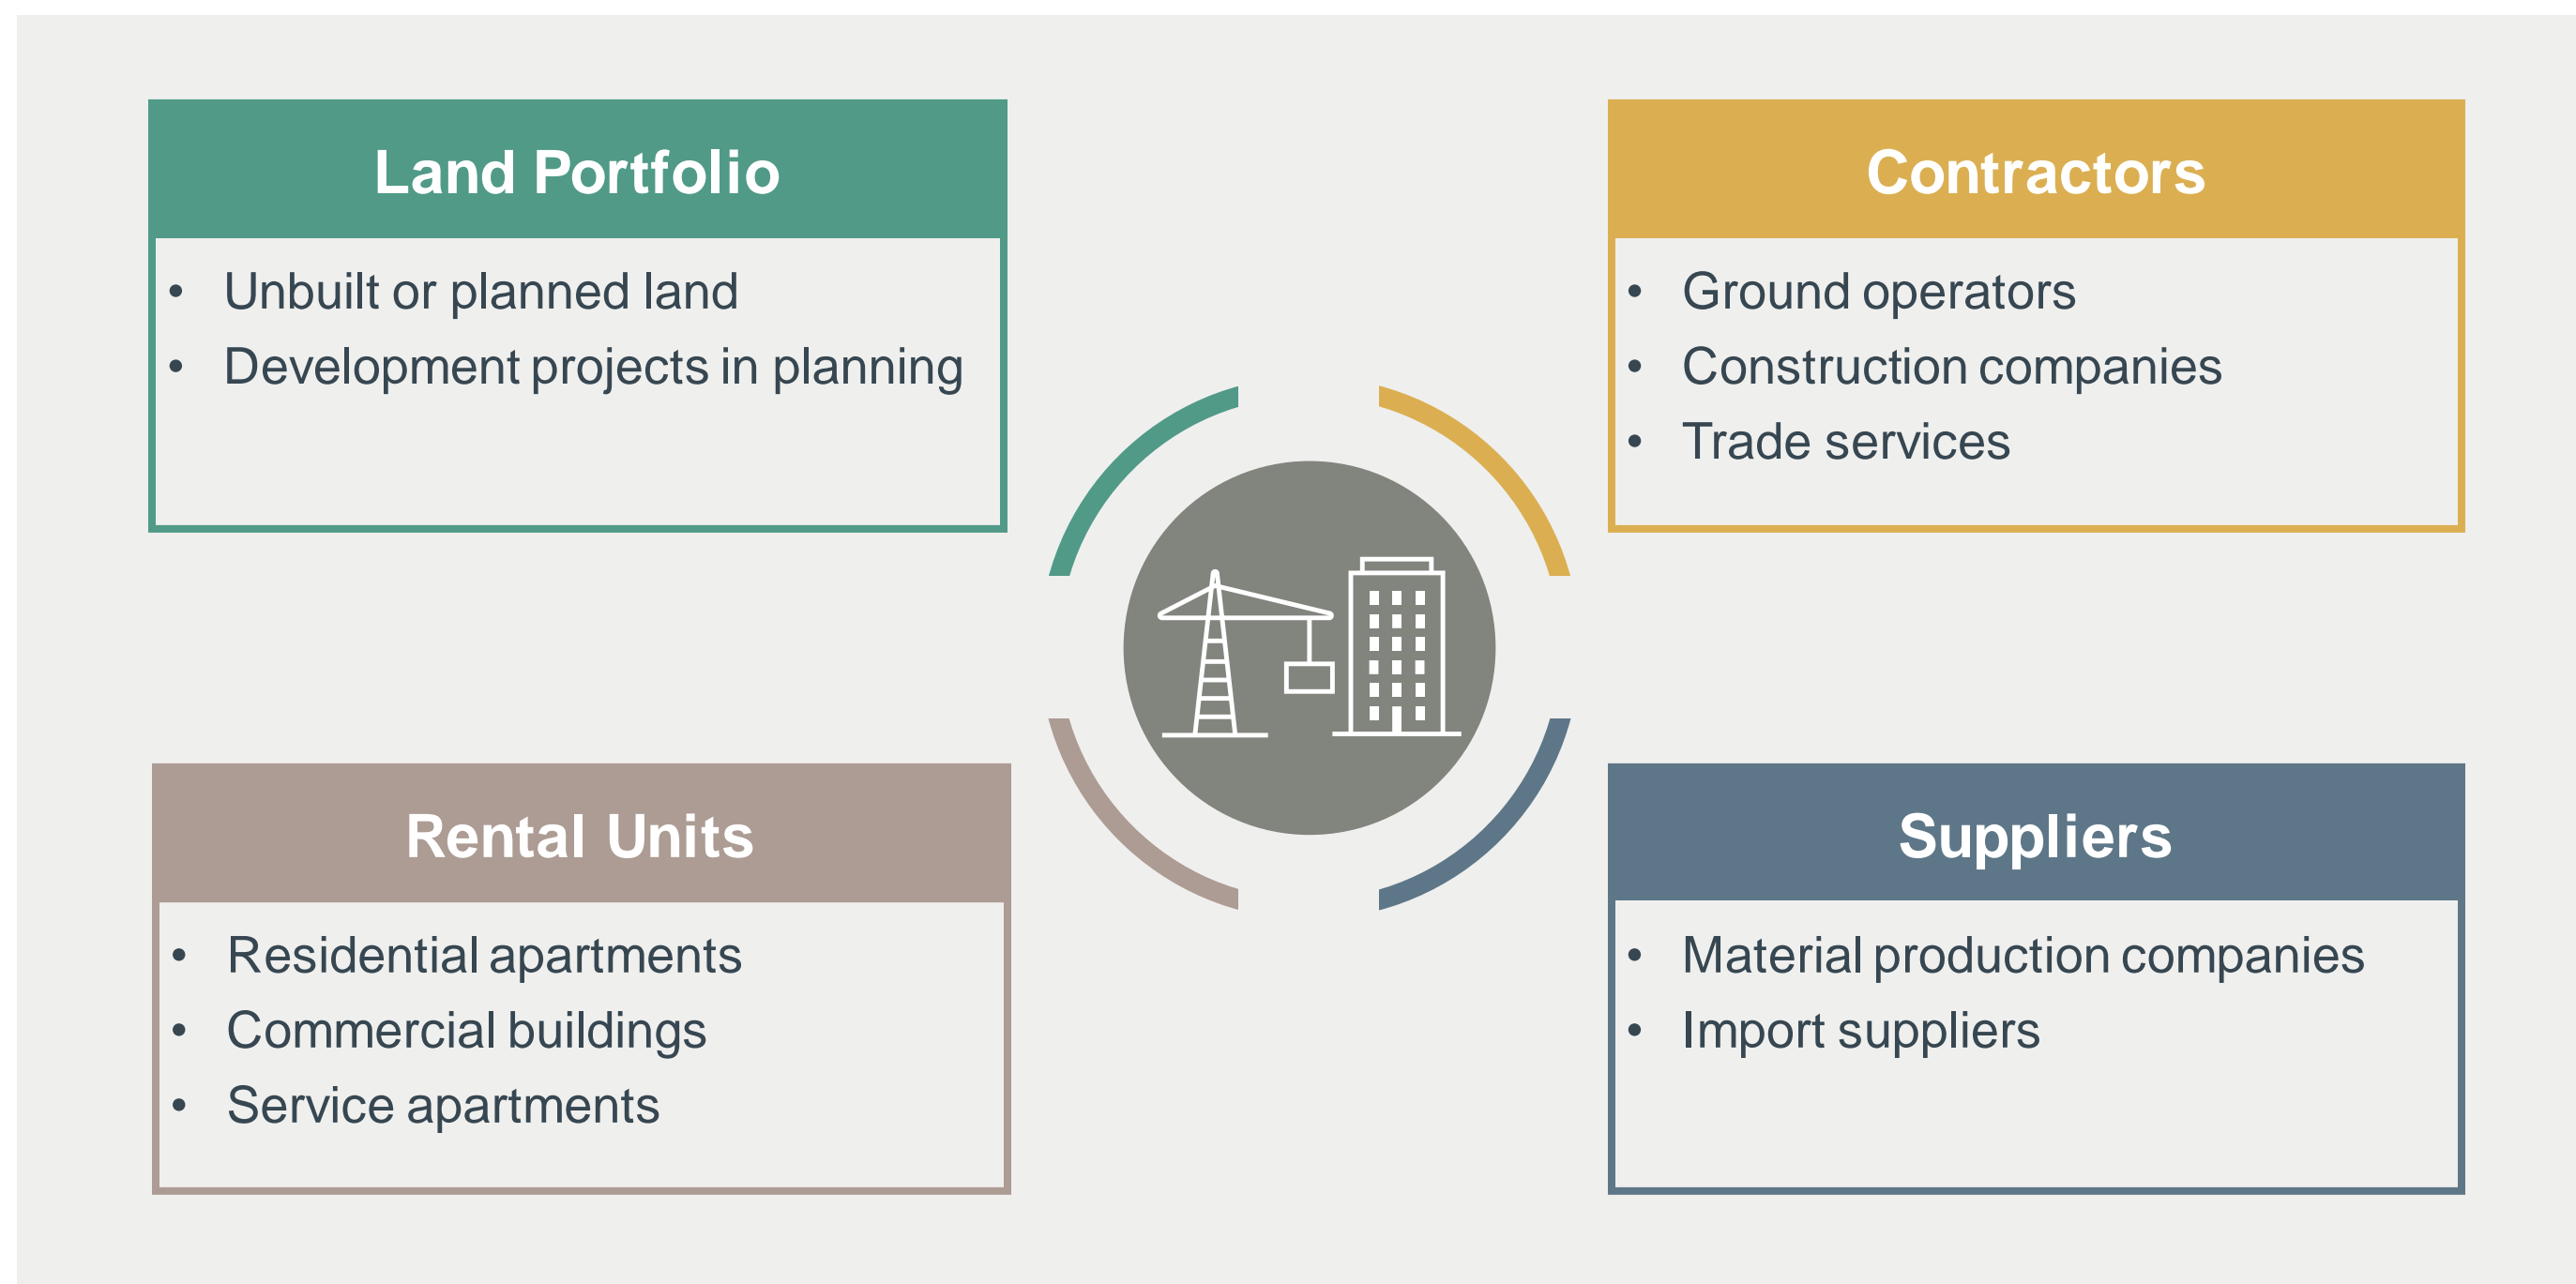 Land Portfolio
• Unbuilt or planned land
• Development projects in planning
Contractors
• Ground operators
• Construction companies
• Trade services
Rental Units
• Residential apartments
• Commercial buildings
• Service apartments
Suppliers
• Material production companies
• Import suppliers